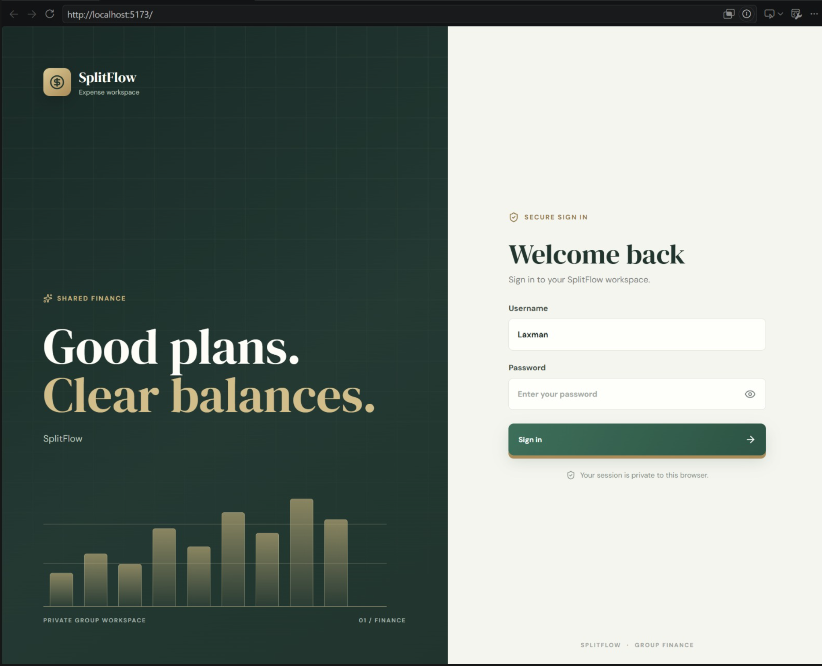 http://localhost:5173/
SplitFlow
Expense workspace
SHARED FINANCE
Good plans.
Clear balances.
SplitFlow
PRIVATE GROUP WORKSPACE
01 / FINANCE
SECURE SIGN IN
Welcome back
Sign in to your SplitFlow workspace.
Username
Laxman
Password
Enter your password
Sign in
Your session is private to this browser.
SPLITFLOW · GROUP FINANCE